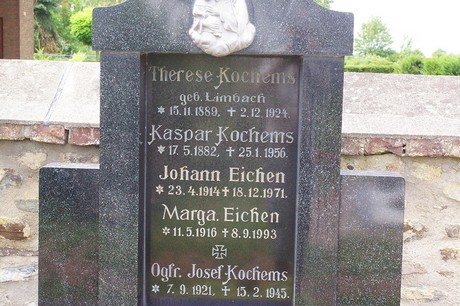 Therese Kochems
geb. Limbach
* 15.11.1889, † 2.12.1924.
Kaspar Kochems
* 17.5.1882, † 25.1.1956.
Johann Eichen
* 23.4.1914 † 18.12.1971.
Marga. Eichen
* 11.5.1916 † 8.9.1993
Ogfr. Josef Kochems
* 7.9.1921, † 15.2.1945.